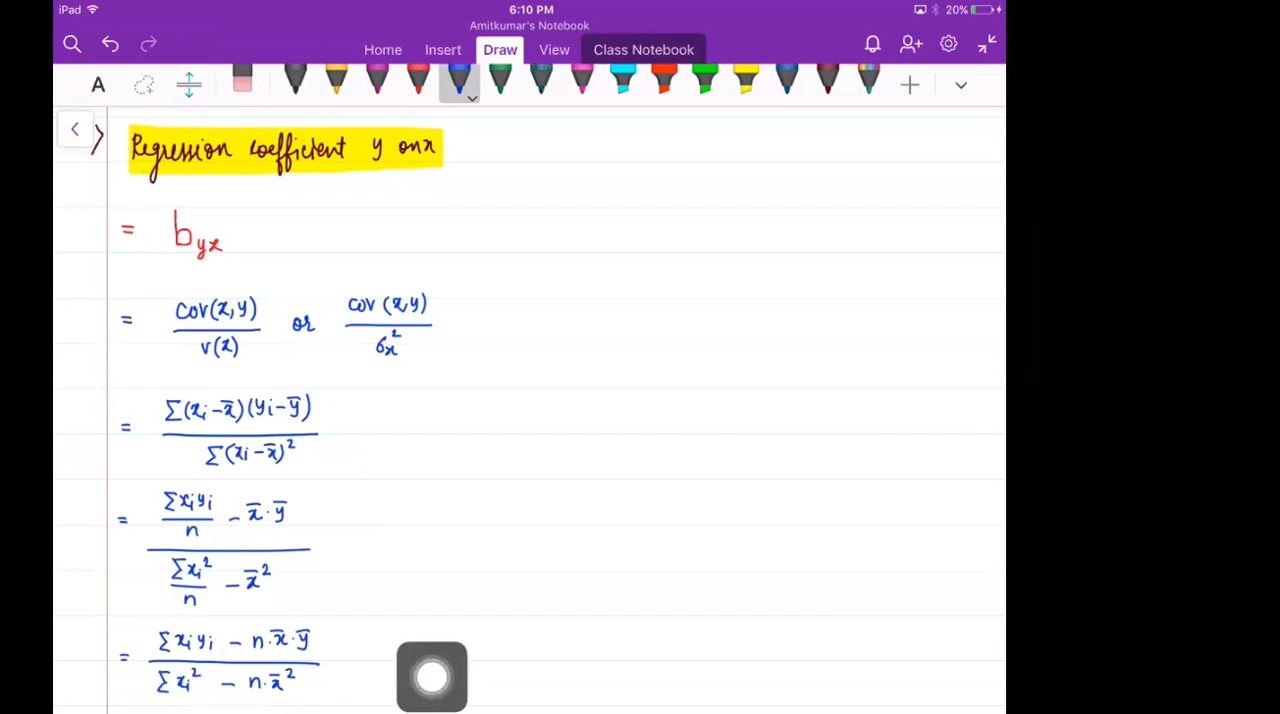 iPad 6:10 PM 20%
Amitkumar's Notebook
Home Insert Draw View Class Notebook
A
Regression coefficient y on x
= b_yx
= cov(x,y) / v(x) or cov(x,y) / σx²
= Σ(xi – x̄)(yi – ȳ) / Σ(xi – x̄)²
= (Σxiyi / n – x̄·ȳ) / (Σxi² / n – x̄²)
= (Σxiyi – n·x̄·ȳ) / (Σxi² – n·x̄²)